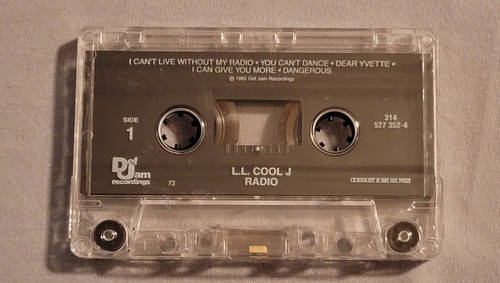 I CAN'T LIVE WITHOUT MY RADIO • YOU CAN'T DANCE • DEAR YVETTE •
I CAN GIVE YOU MORE • DANGEROUS
℗ 1985 Def Jam Recordings
SIDE
1
314
527 352-4
Def
Jam
recordings
72
L.L. COOL J
RADIO